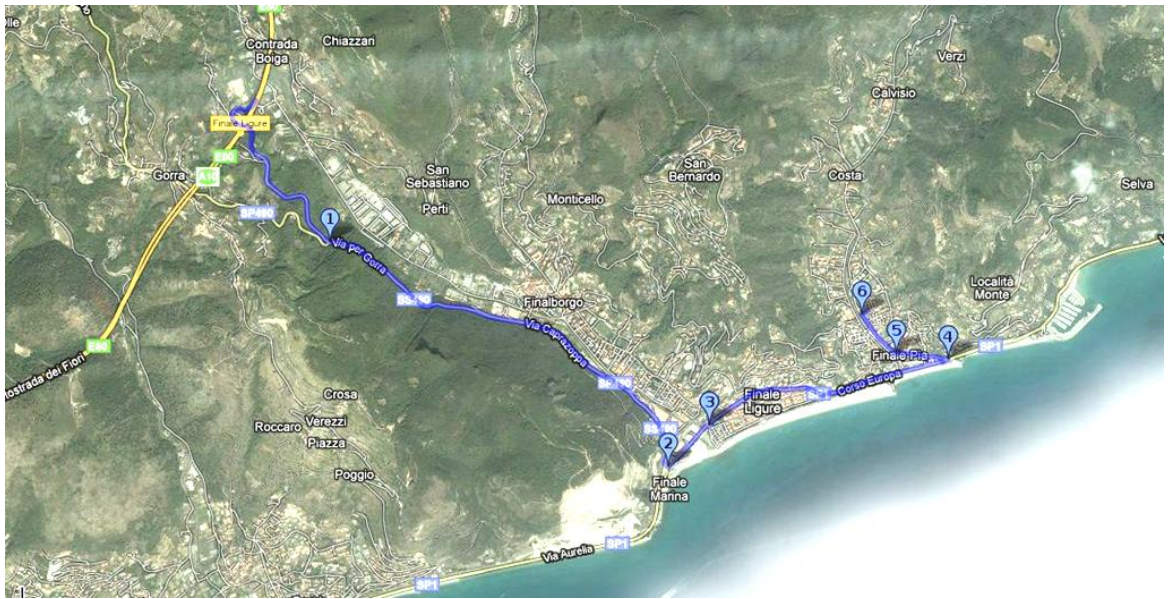 Chiazzari
Contrada
Boiga
Verzi
Calvisio
Finale Ligure
E80
A10
Gorra
San
Sebastiano
Perti
Monticello
San
Bernardo
Costa
Selva
SP490
1
Via per Gorra
SS490
Finalborgo
Via Caprazoppa
SP490
6
5
4
Località
Monte
SP1
Finale Pia
Corso Europa
SP1
Finale
Ligure
3
SS490
2
Finale
Marina
E80
Crosa
Roccaro
Verezzi
Piazza
Poggio
Via Aurelia
SP1
SP1